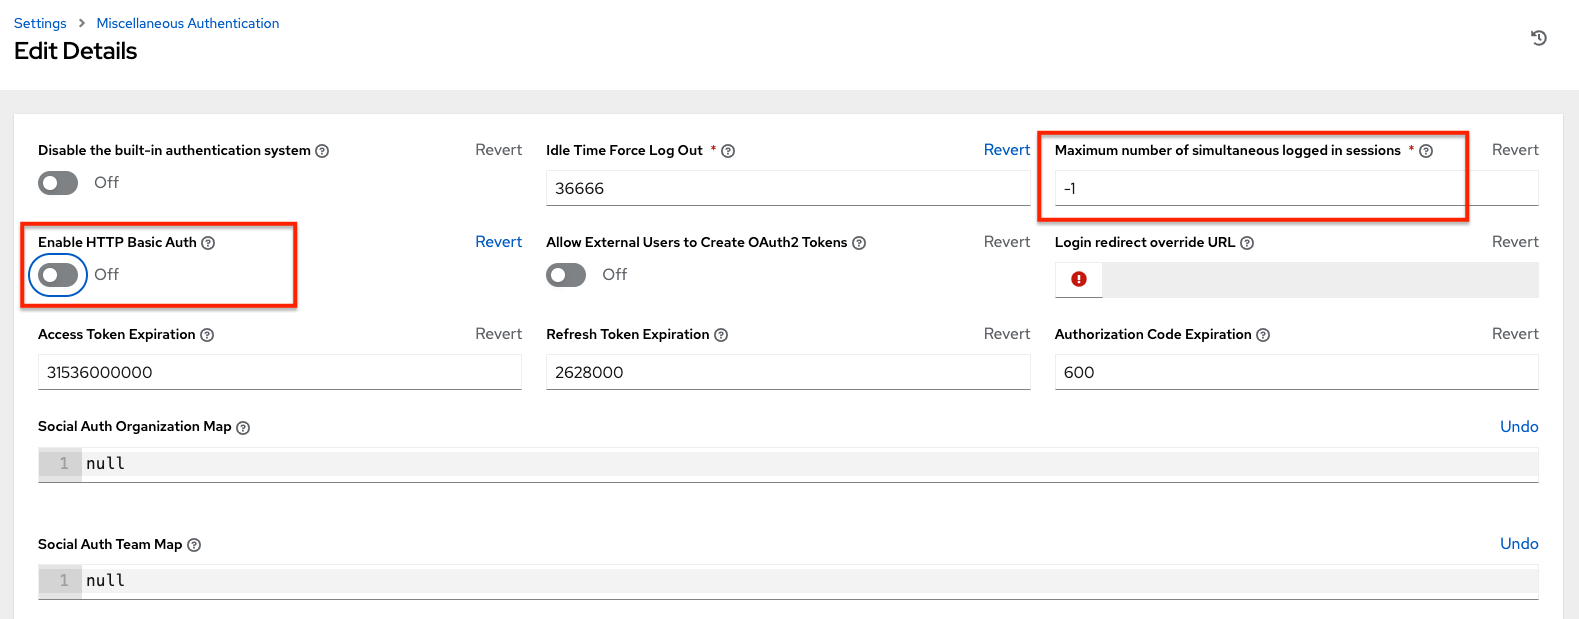 Settings > Miscellaneous Authentication
Edit Details
Disable the built-in authentication system Revert
Off
Idle Time Force Log Out * Revert
36666
Maximum number of simultaneous logged in sessions * Revert
-1
Enable HTTP Basic Auth Revert
Off
Allow External Users to Create OAuth2 Tokens Revert
Off
Login redirect override URL Revert
Access Token Expiration Revert
31536000000
Refresh Token Expiration Revert
2628000
Authorization Code Expiration Revert
600
Social Auth Organization Map Undo
1 null
Social Auth Team Map Undo
1 null